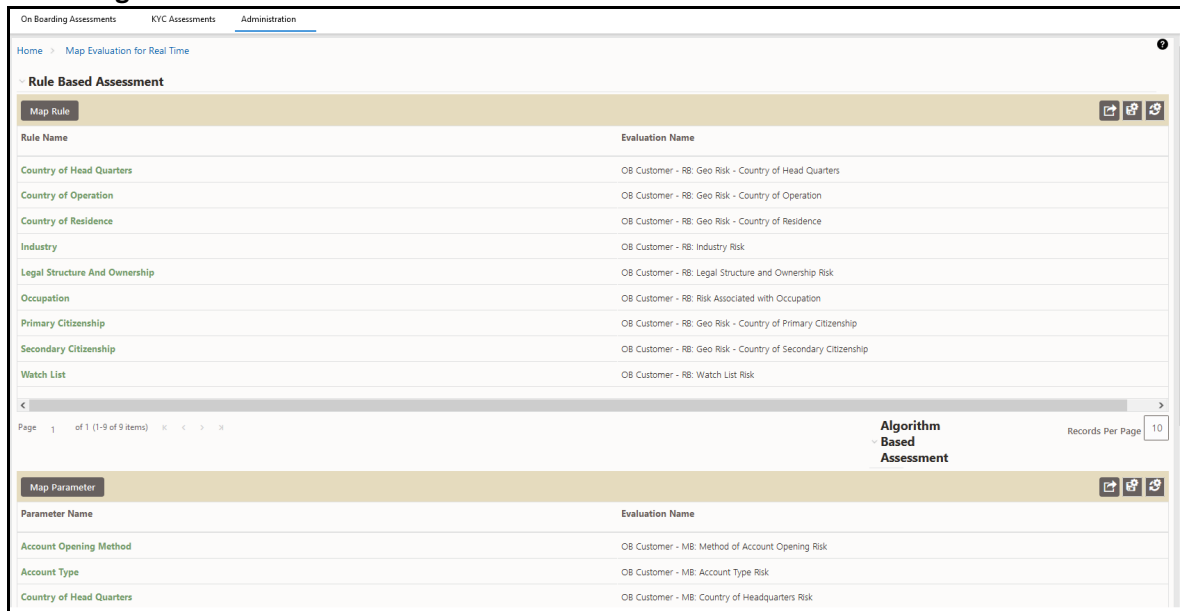 On Boarding Assessments KYC Assessments Administration
Home > Map Evaluation for Real Time
Rule Based Assessment
Map Rule
Rule Name Evaluation Name
Country of Head Quarters OB Customer - RB: Geo Risk - Country of Head Quarters
Country of Operation OB Customer - RB: Geo Risk - Country of Operation
Country of Residence OB Customer - RB: Geo Risk - Country of Residence
Industry OB Customer - RB: Industry Risk
Legal Structure And Ownership OB Customer - RB: Legal Structure and Ownership Risk
Occupation OB Customer - RB: Risk Associated with Occupation
Primary Citizenship OB Customer - RB: Geo Risk - Country of Primary Citizenship
Secondary Citizenship OB Customer - RB: Geo Risk - Country of Secondary Citizenship
Watch List OB Customer - RB: Watch List Risk
Page 1 of 1 (1-9 of 9 items)
Algorithm
Based
Assessment
Records Per Page 10
Map Parameter
Parameter Name Evaluation Name
Account Opening Method OB Customer - MB: Method of Account Opening Risk
Account Type OB Customer - MB: Account Type Risk
Country of Head Quarters OB Customer - MB: Country of Headquarters Risk